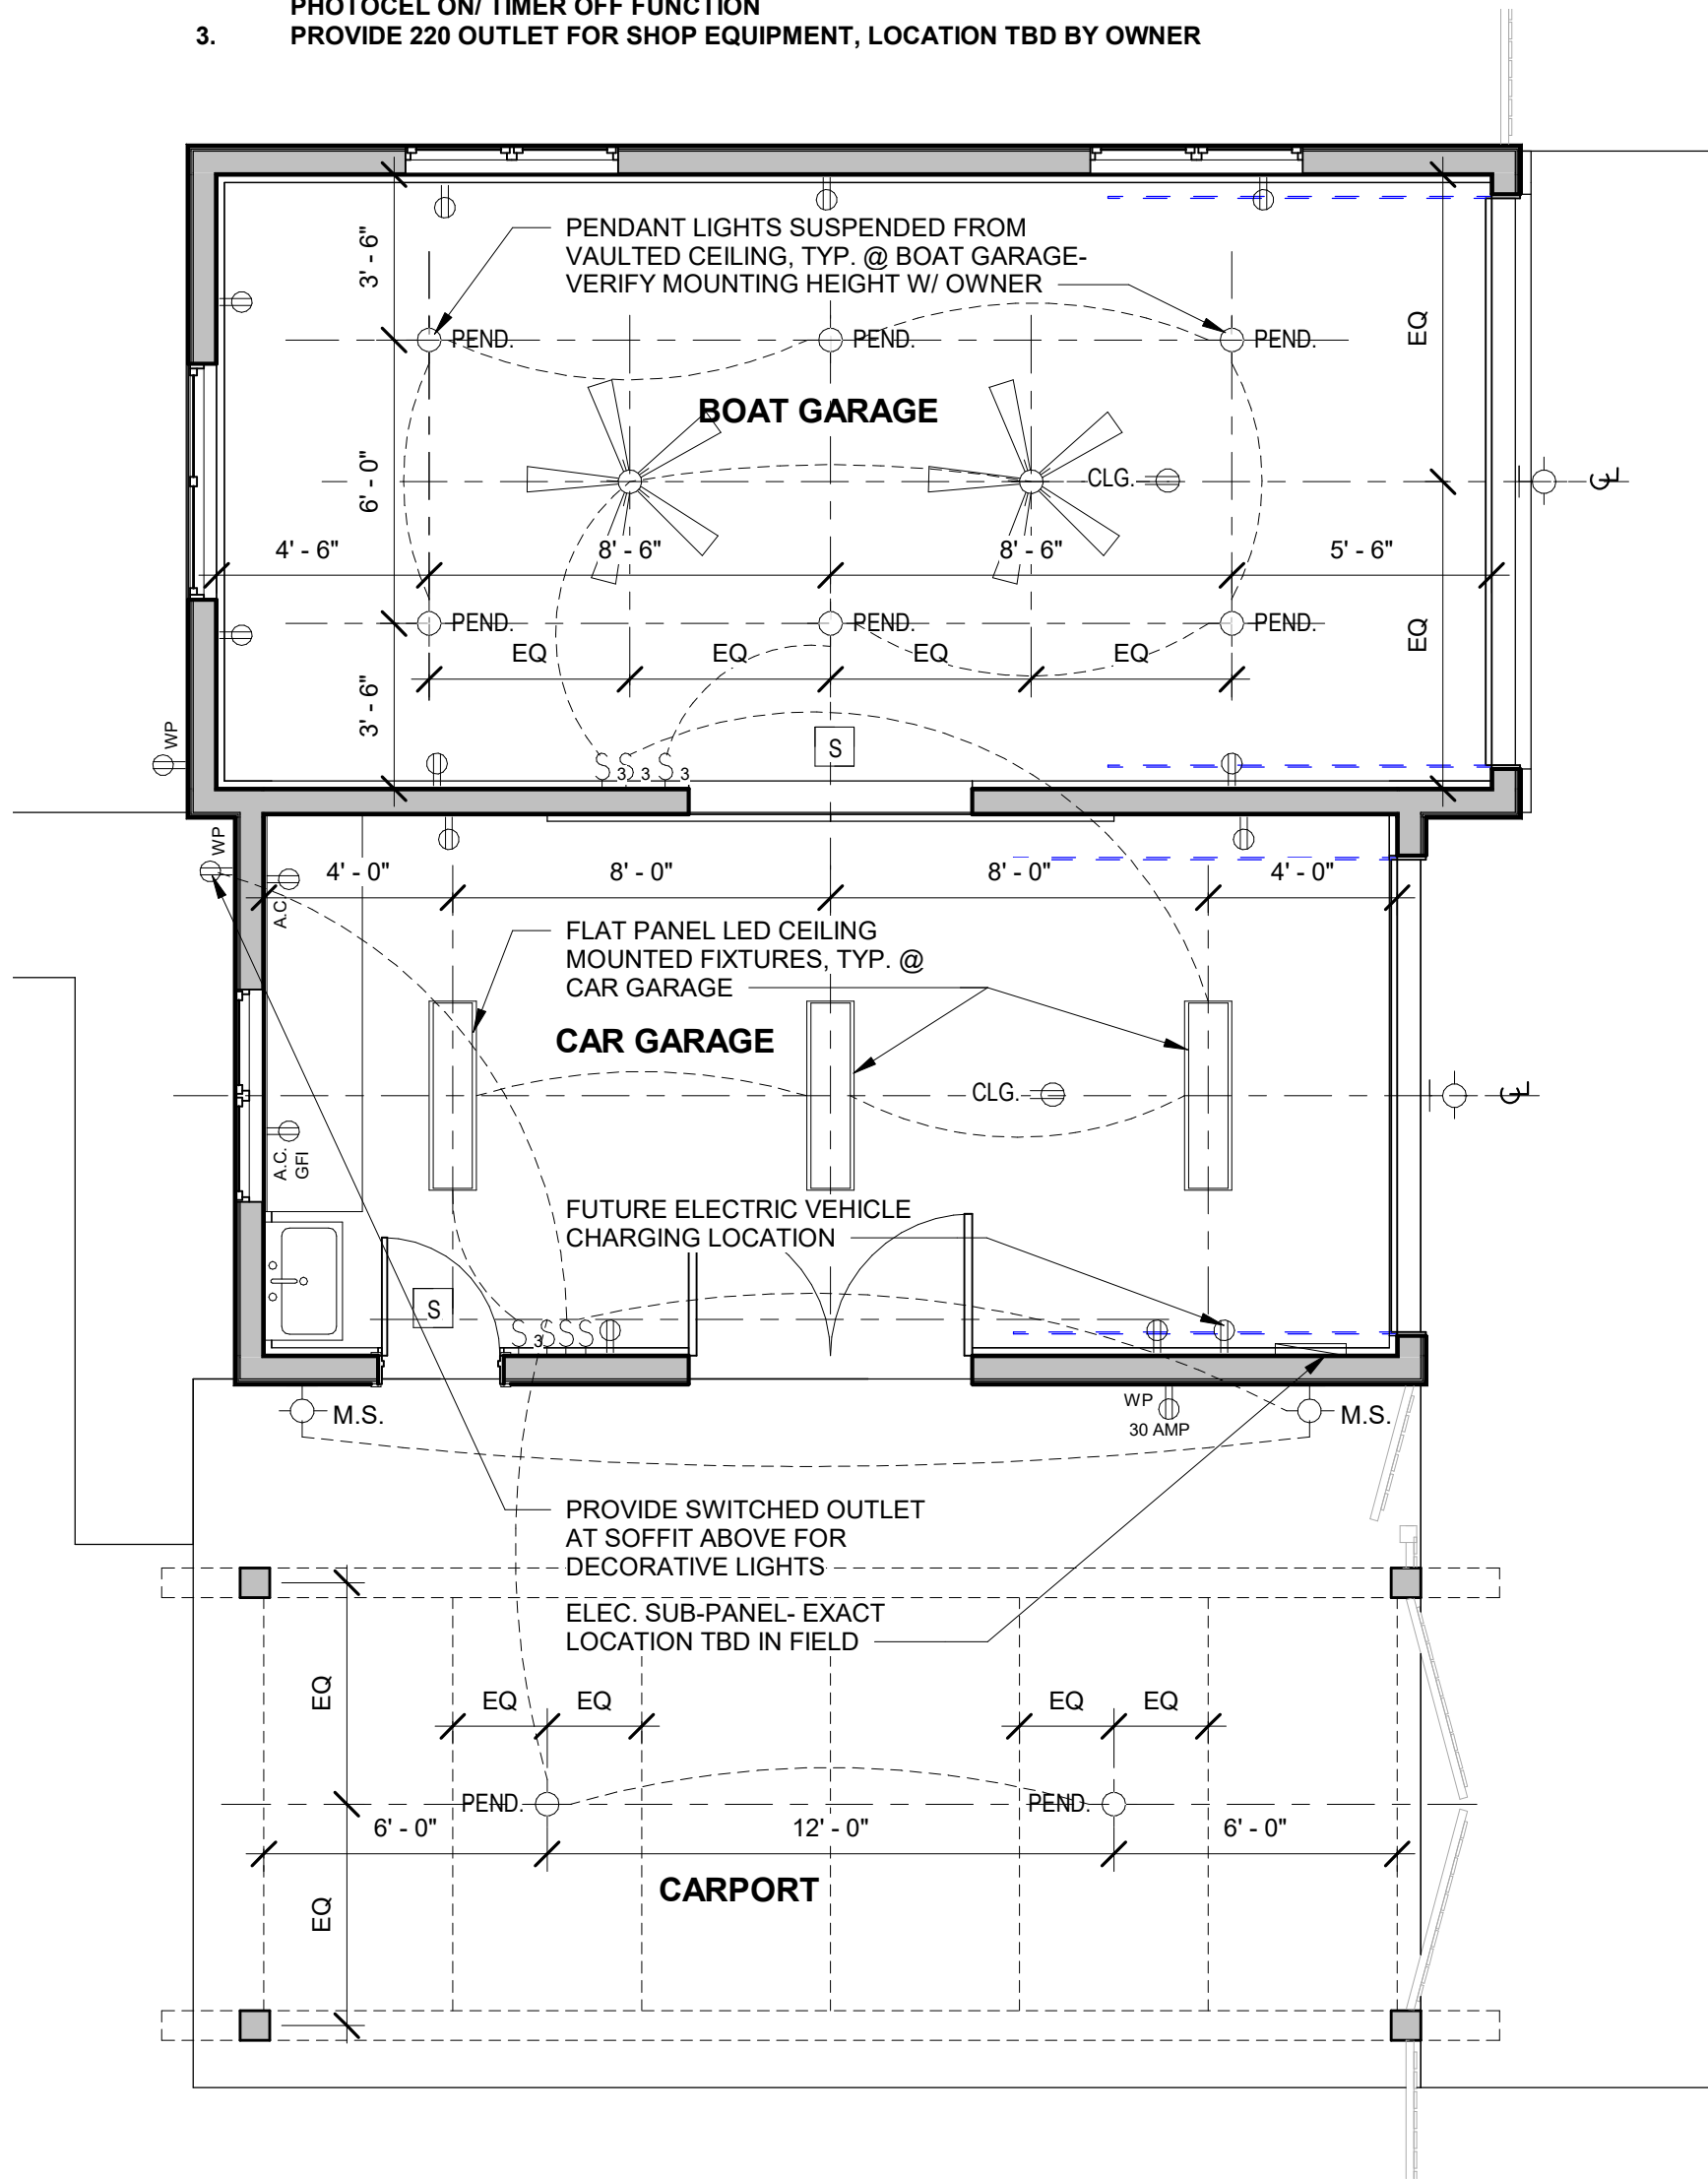 PHOTOCEL ON/ TIMER OFF FUNCTION
3. PROVIDE 220 OUTLET FOR SHOP EQUIPMENT, LOCATION TBD BY OWNER
PENDANT LIGHTS SUSPENDED FROM
VAULTED CEILING, TYP. @ BOAT GARAGE-
VERIFY MOUNTING HEIGHT W/ OWNER
3' - 6"
EQ
PEND.
PEND.
PEND.
BOAT GARAGE
6' - 0"
CLG.
CL
4' - 6"
8' - 6"
8' - 6"
5' - 6"
PEND.
PEND.
PEND.
EQ
EQ
EQ
EQ
EQ
3' - 6"
WP
S
S 3
S 3
S 3
WP
A.C.
4' - 0"
8' - 0"
8' - 0"
4' - 0"
FLAT PANEL LED CEILING
MOUNTED FIXTURES, TYP. @
CAR GARAGE
CAR GARAGE
CLG.
CL
A.C.
GFI
FUTURE ELECTRIC VEHICLE
CHARGING LOCATION
S
S 3
S
S
S
M.S.
WP
30 AMP
M.S.
PROVIDE SWITCHED OUTLET
AT SOFFIT ABOVE FOR
DECORATIVE LIGHTS
ELEC. SUB-PANEL- EXACT
LOCATION TBD IN FIELD
EQ
EQ
EQ
EQ
EQ
PEND.
PEND.
6' - 0"
12' - 0"
6' - 0"
CARPORT
EQ